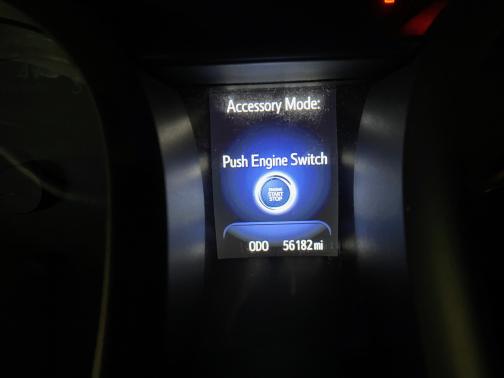 Accessory Mode:
Push Engine Switch
ENGINE
START
STOP
ODO 56182 mi